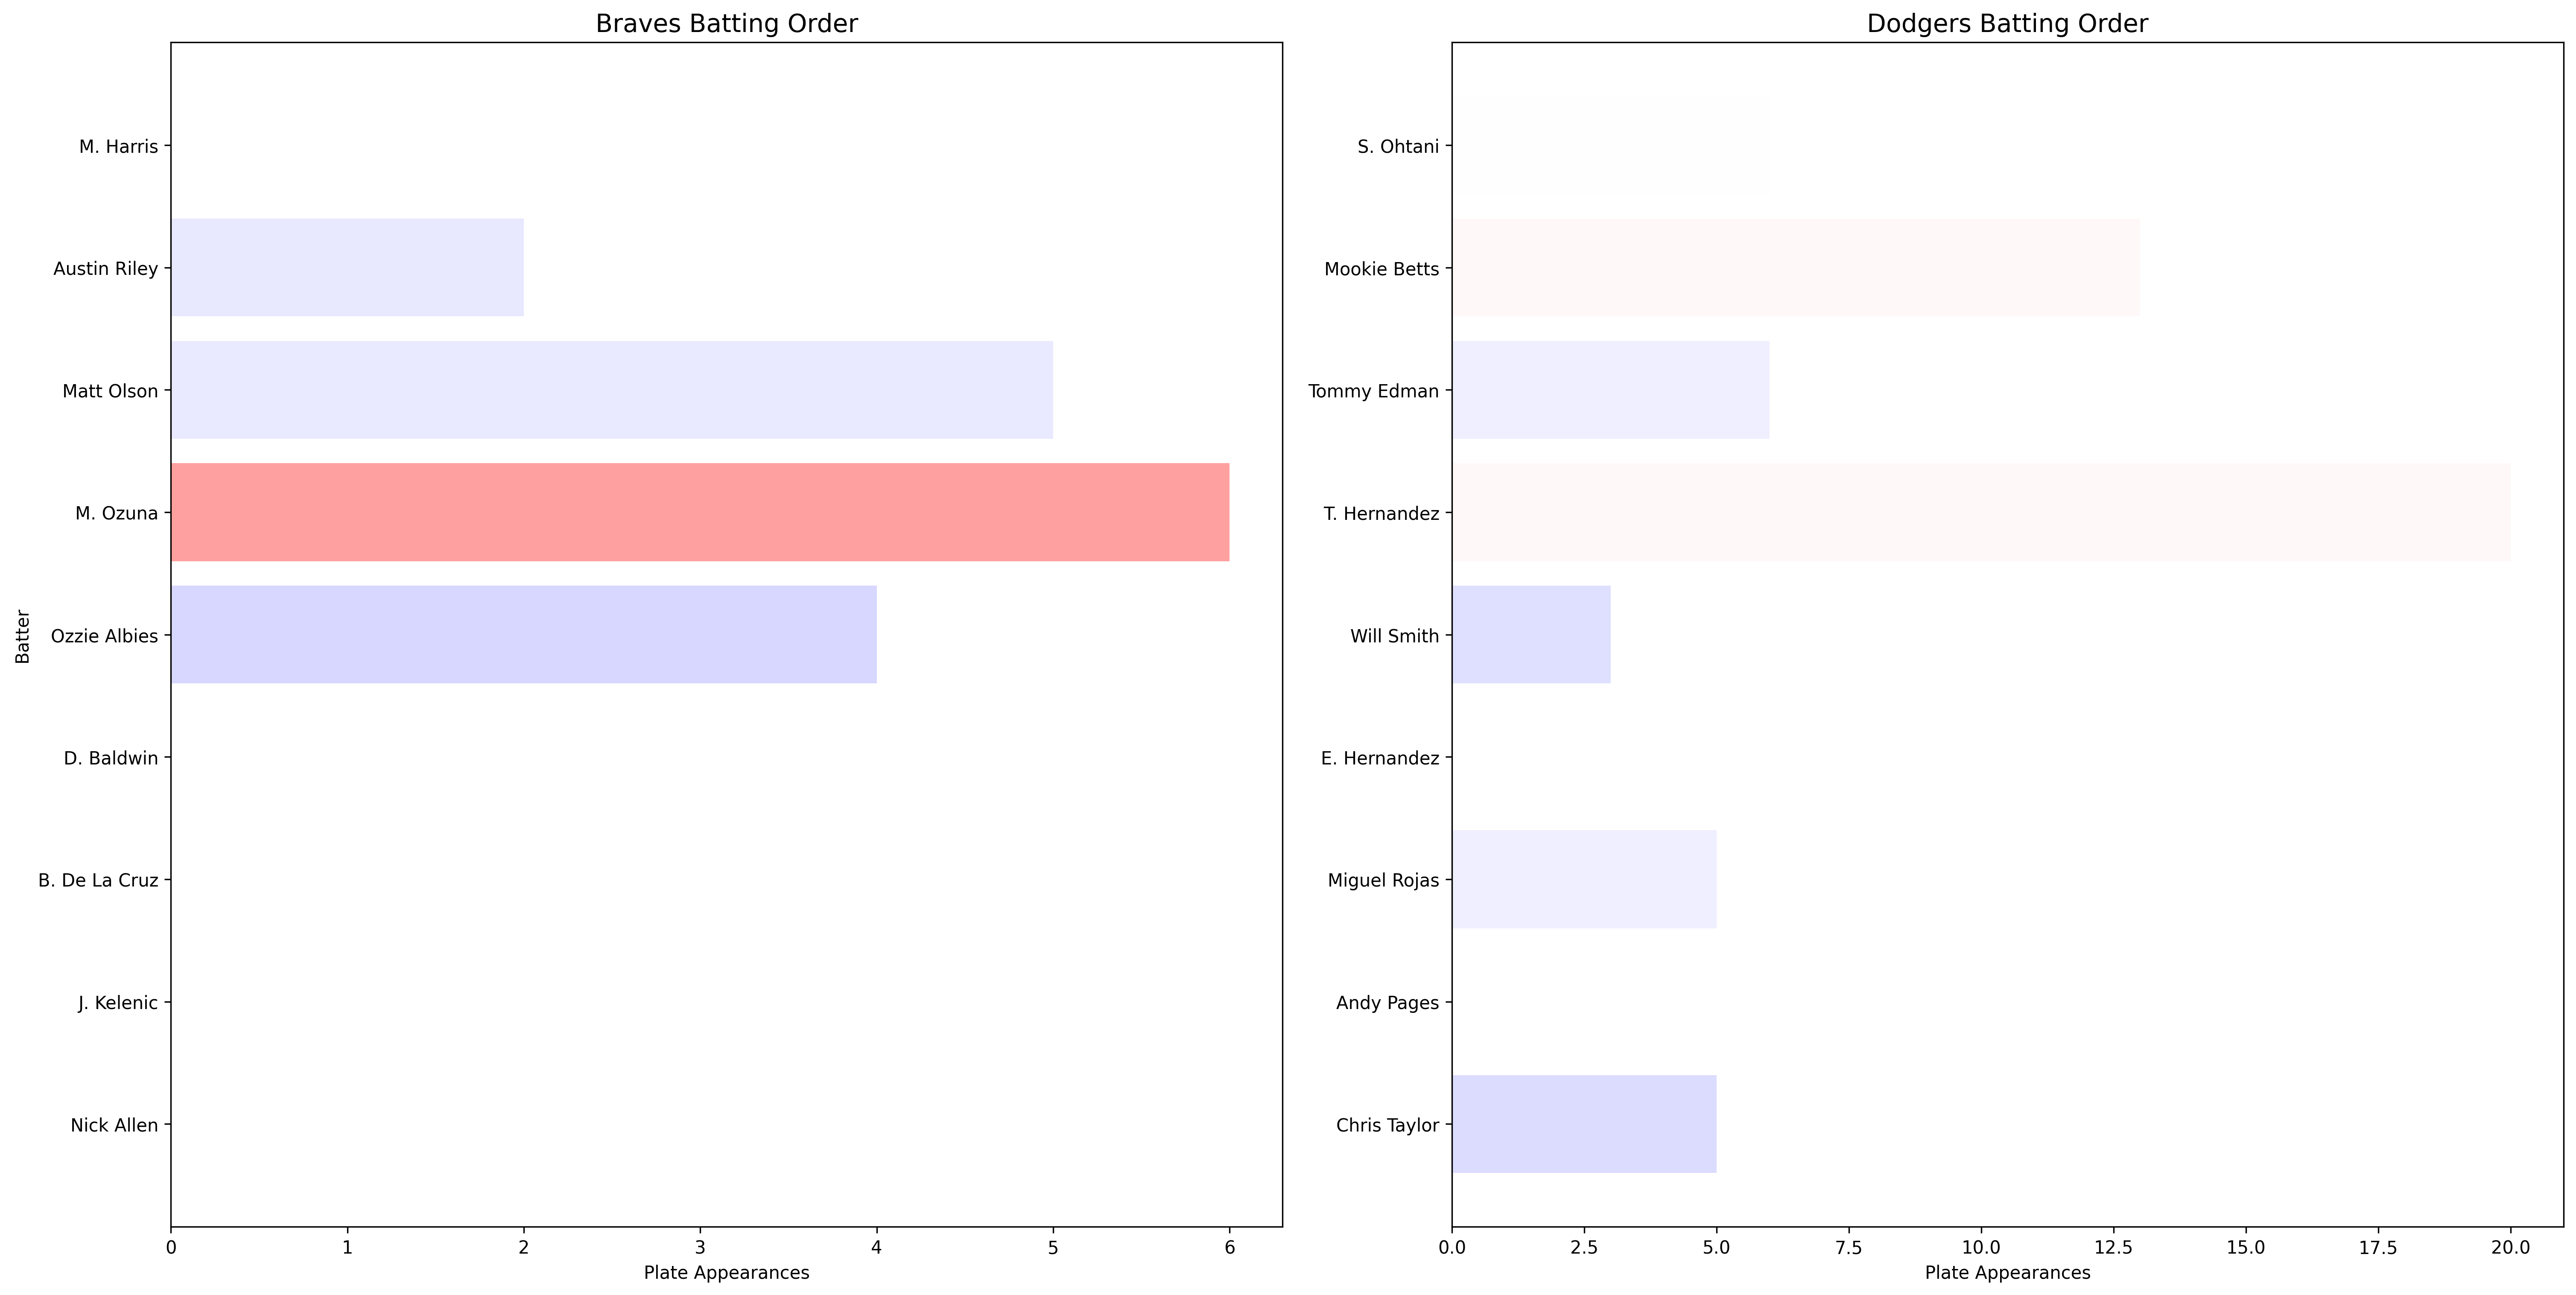 Braves Batting Order
Batter
M. Harris
Austin Riley
Matt Olson
M. Ozuna
Ozzie Albies
D. Baldwin
B. De La Cruz
J. Kelenic
Nick Allen
0 1 2 3 4 5 6
Plate Appearances
Dodgers Batting Order
S. Ohtani
Mookie Betts
Tommy Edman
T. Hernandez
Will Smith
E. Hernandez
Miguel Rojas
Andy Pages
Chris Taylor
0.0 2.5 5.0 7.5 10.0 12.5 15.0 17.5 20.0
Plate Appearances